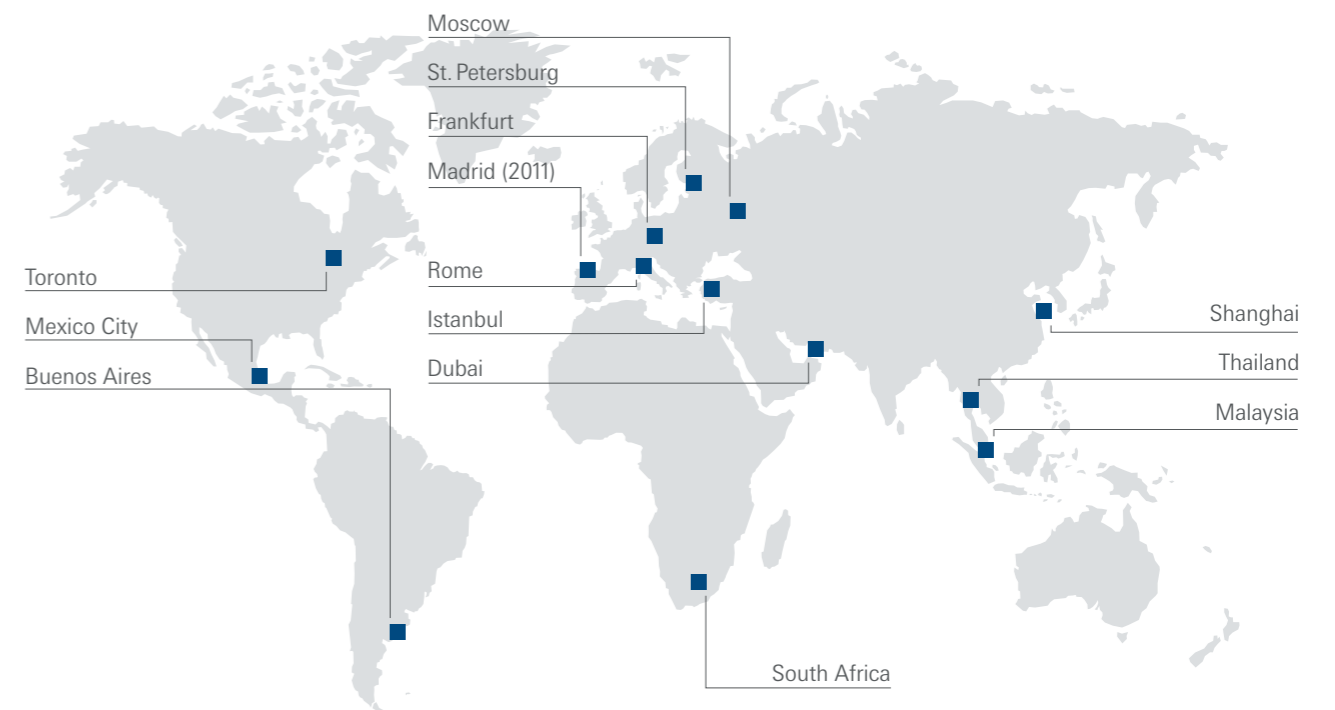 Moscow
St. Petersburg
Frankfurt
Madrid (2011)
Rome
Istanbul
Dubai
Toronto
Mexico City
Buenos Aires
Shanghai
Thailand
Malaysia
South Africa